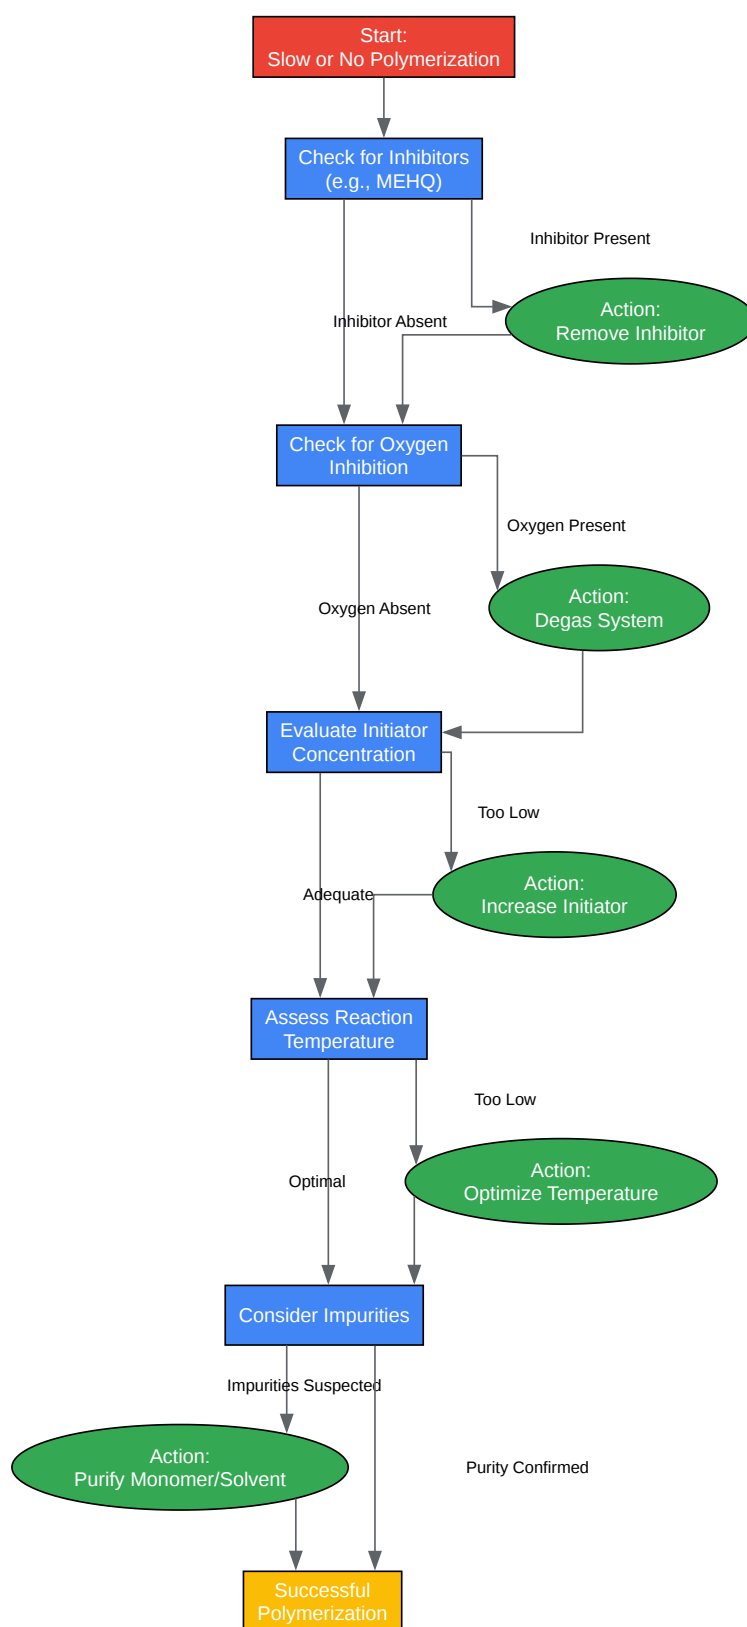 Start:
Slow or No Polymerization
Check for Inhibitors
(e.g., MEHQ)
Inhibitor Present
Action:
Remove Inhibitor
Inhibitor Absent
Check for Oxygen
Inhibition
Oxygen Present
Action:
Degas System
Oxygen Absent
Evaluate Initiator
Concentration
Too Low
Action:
Increase Initiator
Adequate
Assess Reaction
Temperature
Too Low
Action:
Optimize Temperature
Optimal
Consider Impurities
Impurities Suspected
Action:
Purify Monomer/Solvent
Purity Confirmed
Successful
Polymerization